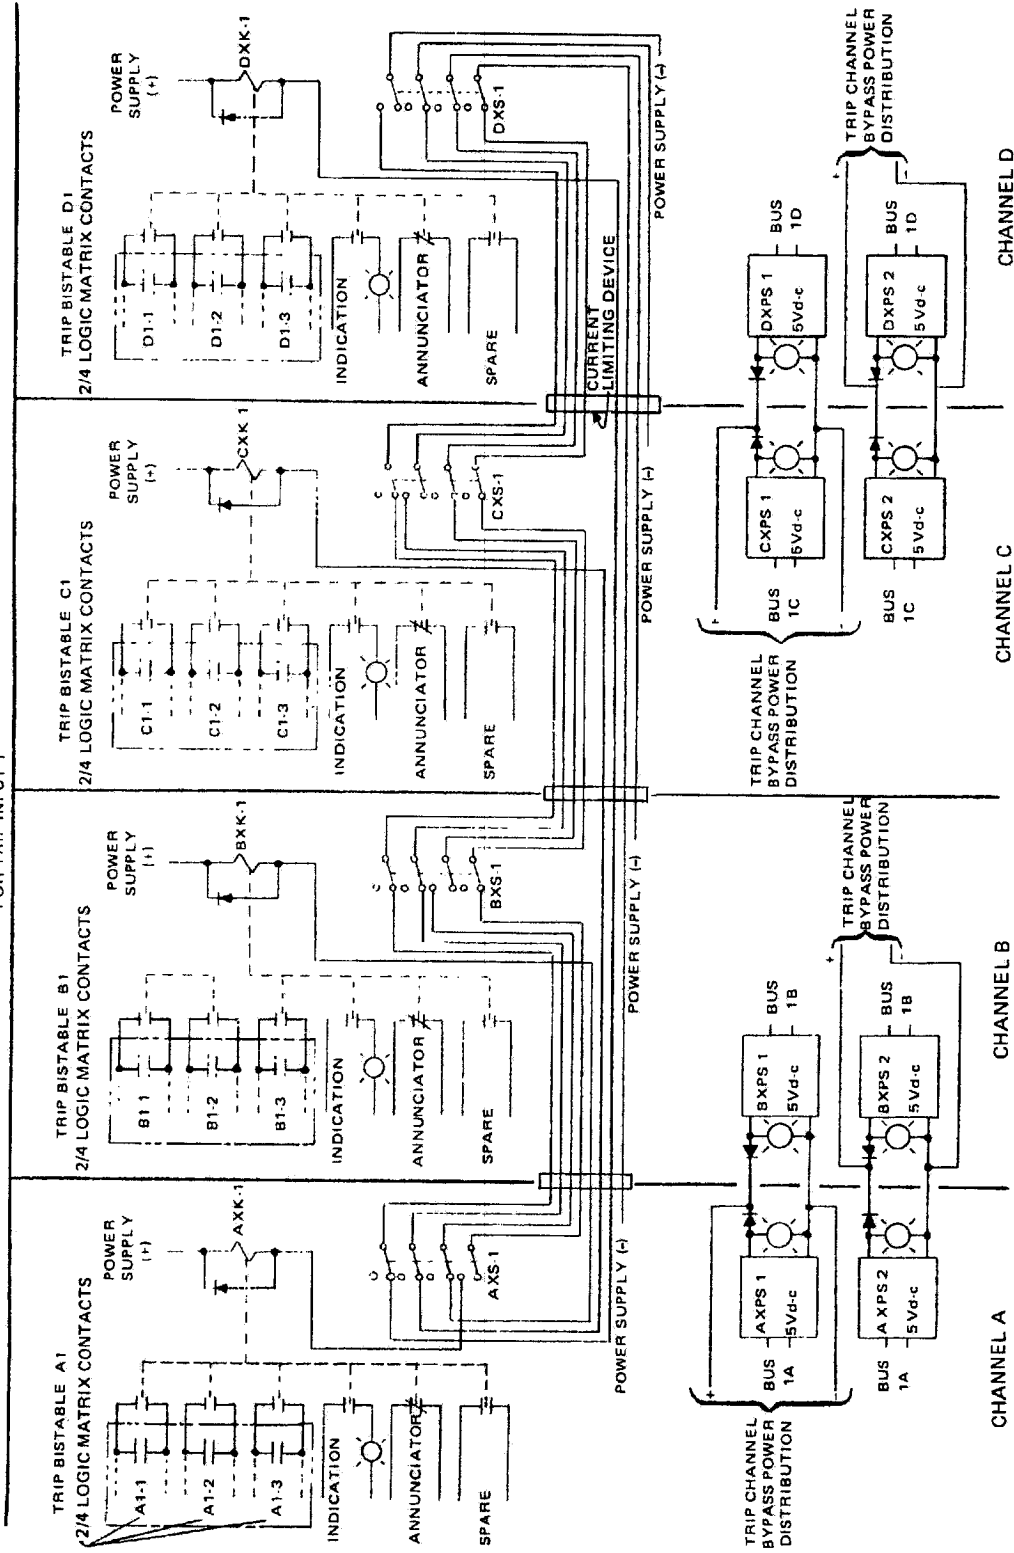 TRIP BISTABLE A1
2/4 LOGIC MATRIX CONTACTS
A1-1
A1-2
A1-3
INDICATION
ANNUNCIATOR
SPARE
POWER
SUPPLY
(+)
AXK-1
AXS-1
POWER SUPPLY (-)
TRIP BISTABLE B1
2/4 LOGIC MATRIX CONTACTS
B1 1
B1-2
B1-3
INDICATION
ANNUNCIATOR
SPARE
POWER
SUPPLY
(+)
BXK-1
BXS-1
POWER SUPPLY (-)
TRIP BISTABLE C1
2/4 LOGIC MATRIX CONTACTS
C1-1
C1-2
C1-3
INDICATION
ANNUNCIATOR
SPARE
POWER
SUPPLY
(+)
CXK 1
CXS-1
POWER SUPPLY (-)
TRIP BISTABLE D1
2/4 LOGIC MATRIX CONTACTS
D1-1
D1-2
D1-3
INDICATION
ANNUNCIATOR
SPARE
POWER
SUPPLY
(+)
DXK-1
DXS-1
POWER SUPPLY (-)
CURRENT
LIMITING DEVICE
TRIP CHANNEL
BYPASS POWER
DISTRIBUTION
BUS
1A
AXPS 1
5Vd-c
BXPS 1
5Vd-c
BUS
1B
BUS
1A
AXPS 2
5Vd-c
BXPS 2
5Vd-c
BUS
1B
TRIP CHANNEL
BYPASS POWER
DISTRIBUTION
TRIP CHANNEL
BYPASS POWER
DISTRIBUTION
BUS
1C
CXPS 1
5Vd-c
DXPS 1
5Vd-c
BUS
1D
BUS
1C
CXPS 2
5Vd-c
DXPS 2
5Vd-c
BUS
1D
TRIP CHANNEL
BYPASS POWER
DISTRIBUTION
CHANNEL A
CHANNEL B
CHANNEL C
CHANNEL D